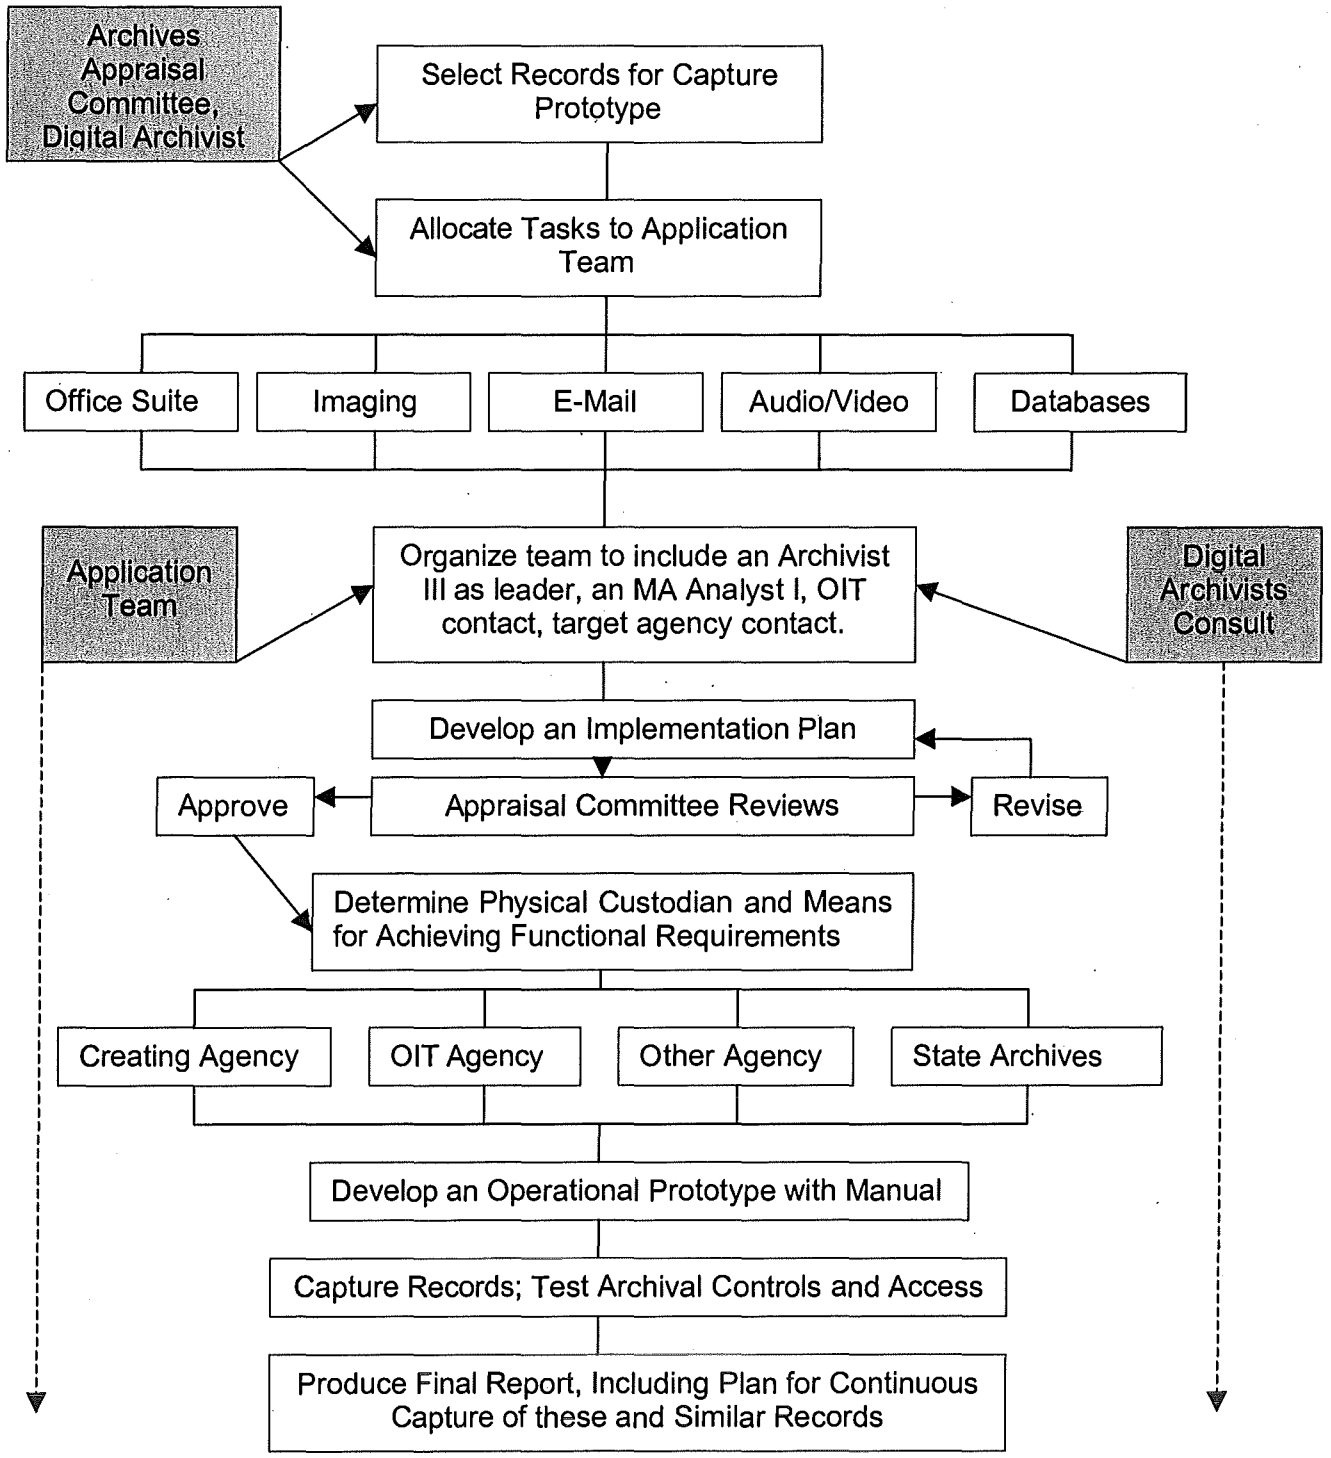 Archives
Appraisal
Committee,
Digital Archivist
Select Records for Capture
Prototype
Allocate Tasks to Application
Team
Office Suite
Imaging
E-Mail
Audio/Video
Databases
Application
Team
Organize team to include an Archivist
III as leader, an MA Analyst I, OIT
contact, target agency contact.
Digital
Archivists
Consult
Develop an Implementation Plan
Approve
Appraisal Committee Reviews
Revise
Determine Physical Custodian and Means
for Achieving Functional Requirements
Creating Agency
OIT Agency
Other Agency
State Archives
Develop an Operational Prototype with Manual
Capture Records; Test Archival Controls and Access
Produce Final Report, Including Plan for Continuous
Capture of these and Similar Records